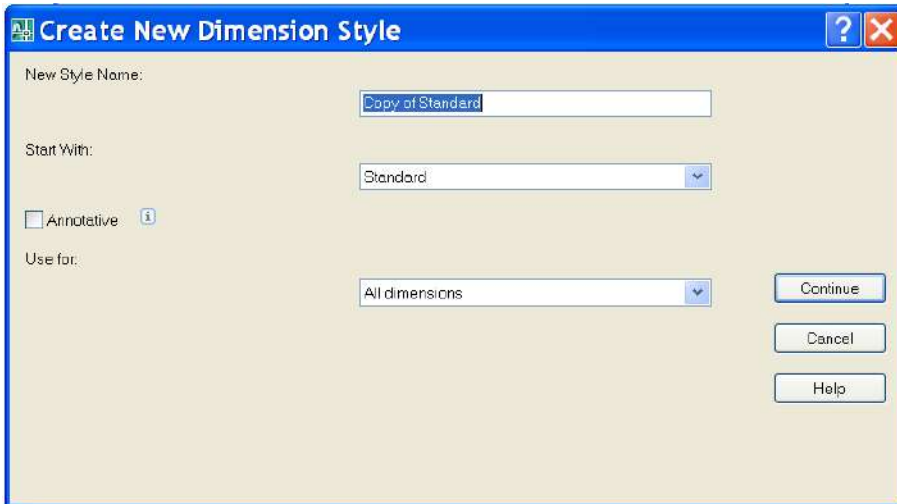 Create New Dimension Style
New Style Name:
Copy of Standard
Start With:
Standard
Annotative
Use for:
All dimensions
Continue
Cancel
Help